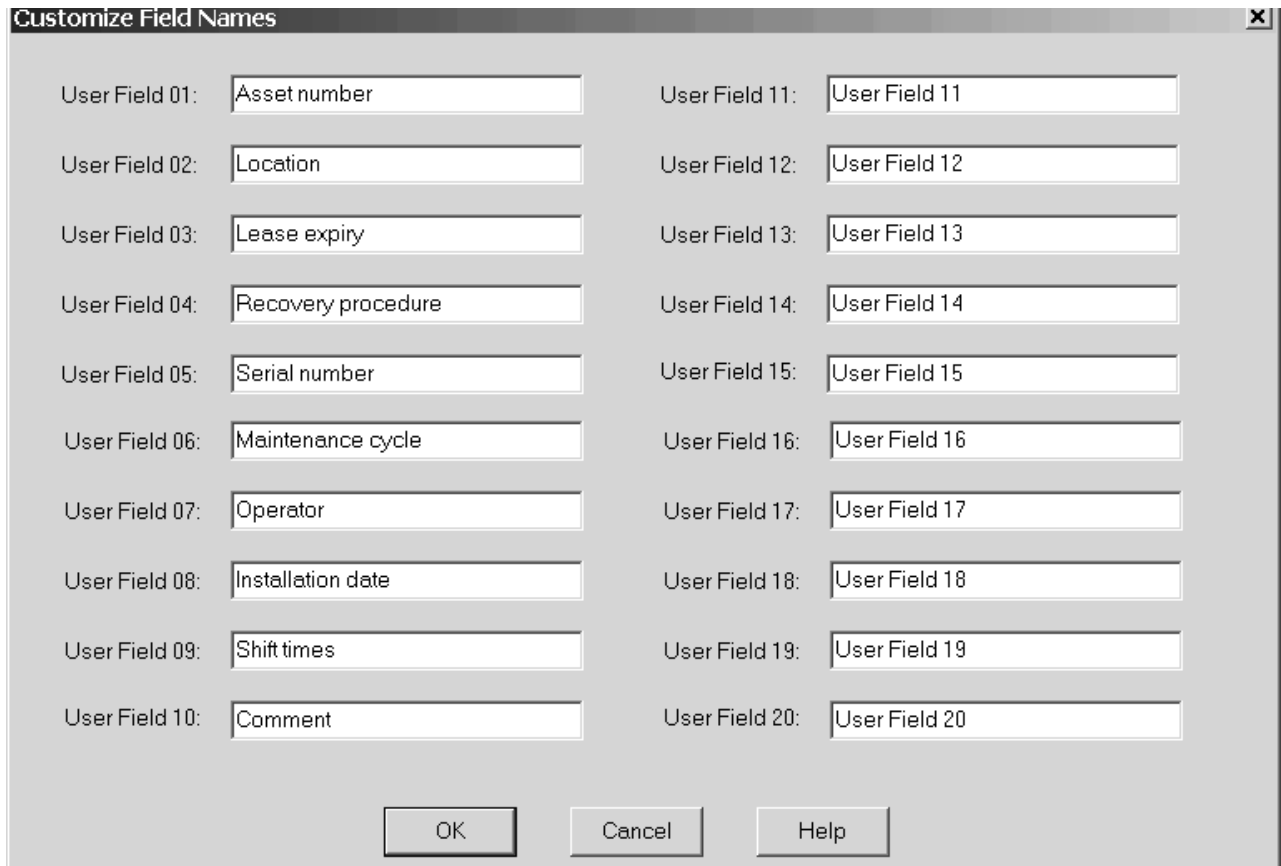 Customize Field Names
User Field 01: Asset number User Field 11: User Field 11
User Field 02: Location User Field 12: User Field 12
User Field 03: Lease expiry User Field 13: User Field 13
User Field 04: Recovery procedure User Field 14: User Field 14
User Field 05: Serial number User Field 15: User Field 15
User Field 06: Maintenance cycle User Field 16: User Field 16
User Field 07: Operator User Field 17: User Field 17
User Field 08: Installation date User Field 18: User Field 18
User Field 09: Shift times User Field 19: User Field 19
User Field 10: Comment User Field 20: User Field 20
OK Cancel Help